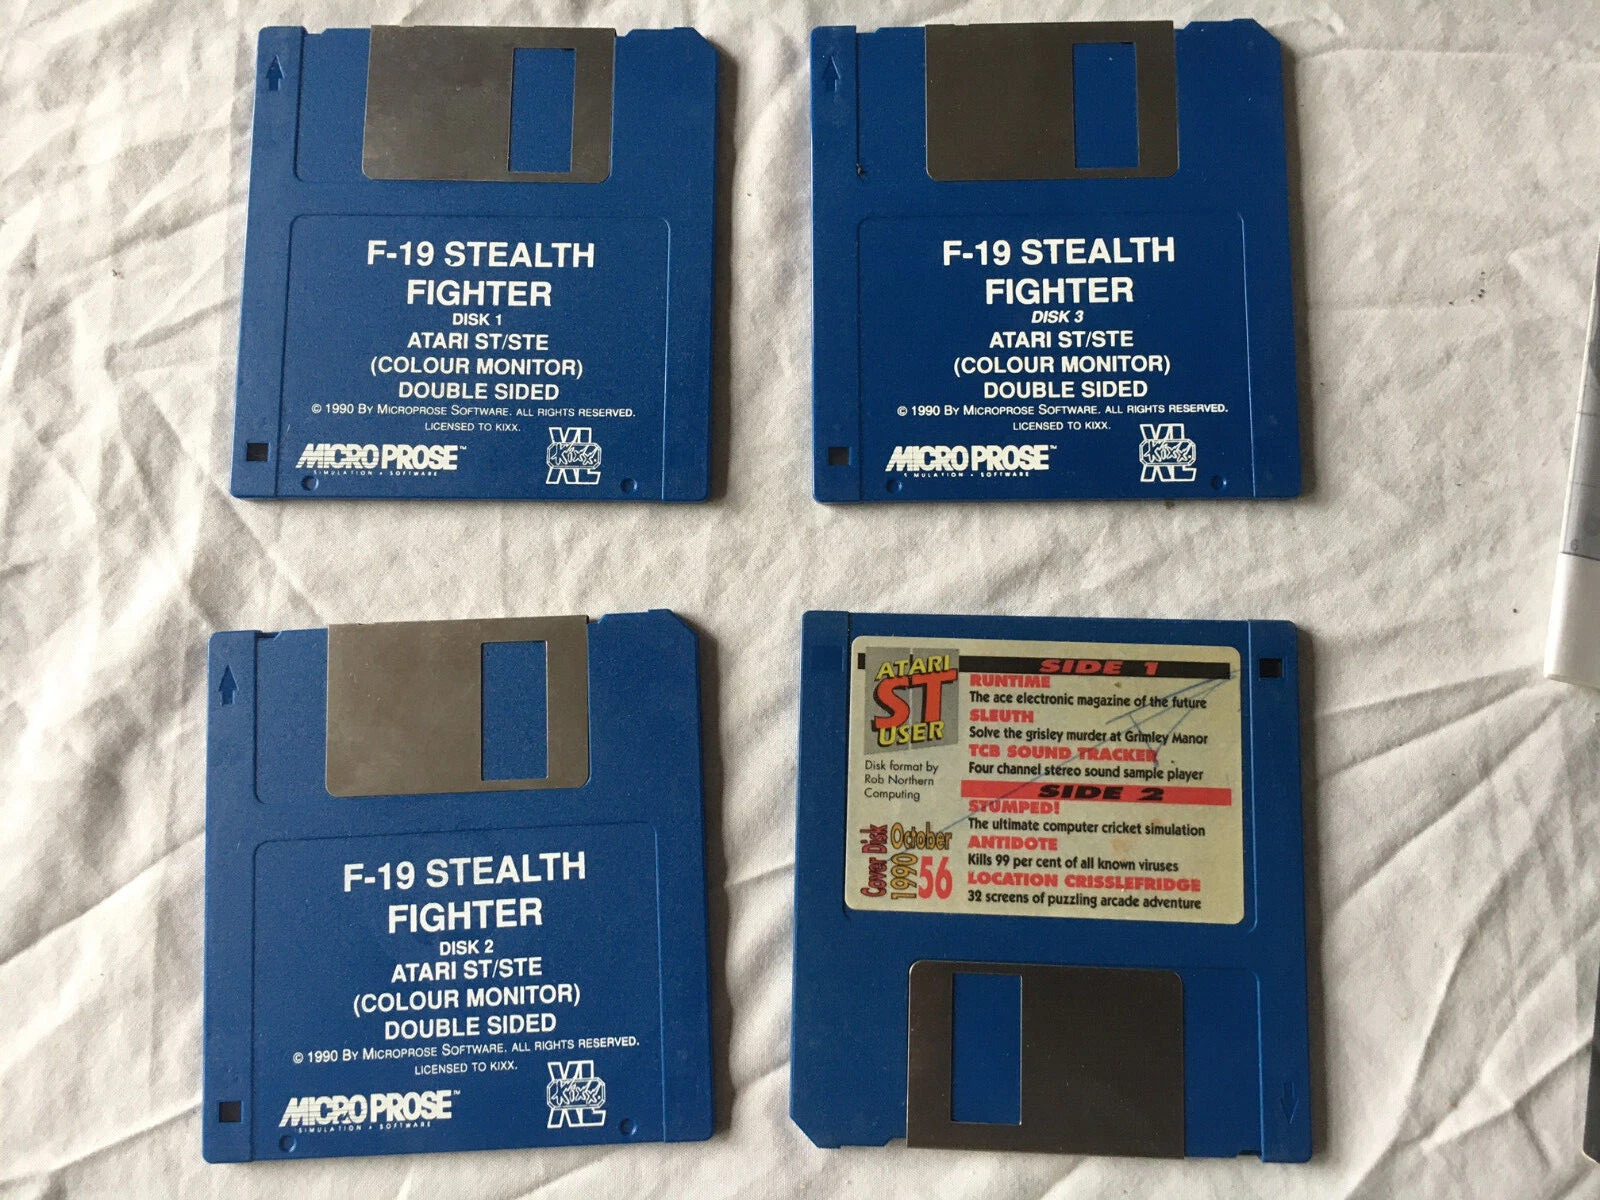 F-19 STEALTH
FIGHTER
DISK 1
ATARI ST/STE
(COLOUR MONITOR)
DOUBLE SIDED
© 1990 BY MICROPROSE SOFTWARE. ALL RIGHTS RESERVED.
LICENSED TO KIXX.
MICRO PROSE™
SIMULATION • SOFTWARE
Kixx XL
F-19 STEALTH
FIGHTER
DISK 3
ATARI ST/STE
(COLOUR MONITOR)
DOUBLE SIDED
© 1990 BY MICROPROSE SOFTWARE. ALL RIGHTS RESERVED.
LICENSED TO KIXX.
MICRO PROSE™
SIMULATION • SOFTWARE
Kixx XL
F-19 STEALTH
FIGHTER
DISK 2
ATARI ST/STE
(COLOUR MONITOR)
DOUBLE SIDED
© 1990 BY MICROPROSE SOFTWARE. ALL RIGHTS RESERVED.
LICENSED TO KIXX.
MICRO PROSE™
SIMULATION • SOFTWARE
Kixx XL
ATARI
ST
USER
Disk format by
Rob Northern
Computing
Cover Disk
October
1990
56
SIDE 1
RUNTIME
The ace electronic magazine of the future
SLEUTH
Solve the grisley murder at Grimley Manor
TCB SOUND TRACKER
Four channel stereo sound sample player
SIDE 2
STUMPED!
The ultimate computer cricket simulation
ANTIDOTE
Kills 99 per cent of all known viruses
LOCATION CRISSLEFRIDGE
32 screens of puzzling arcade adventure